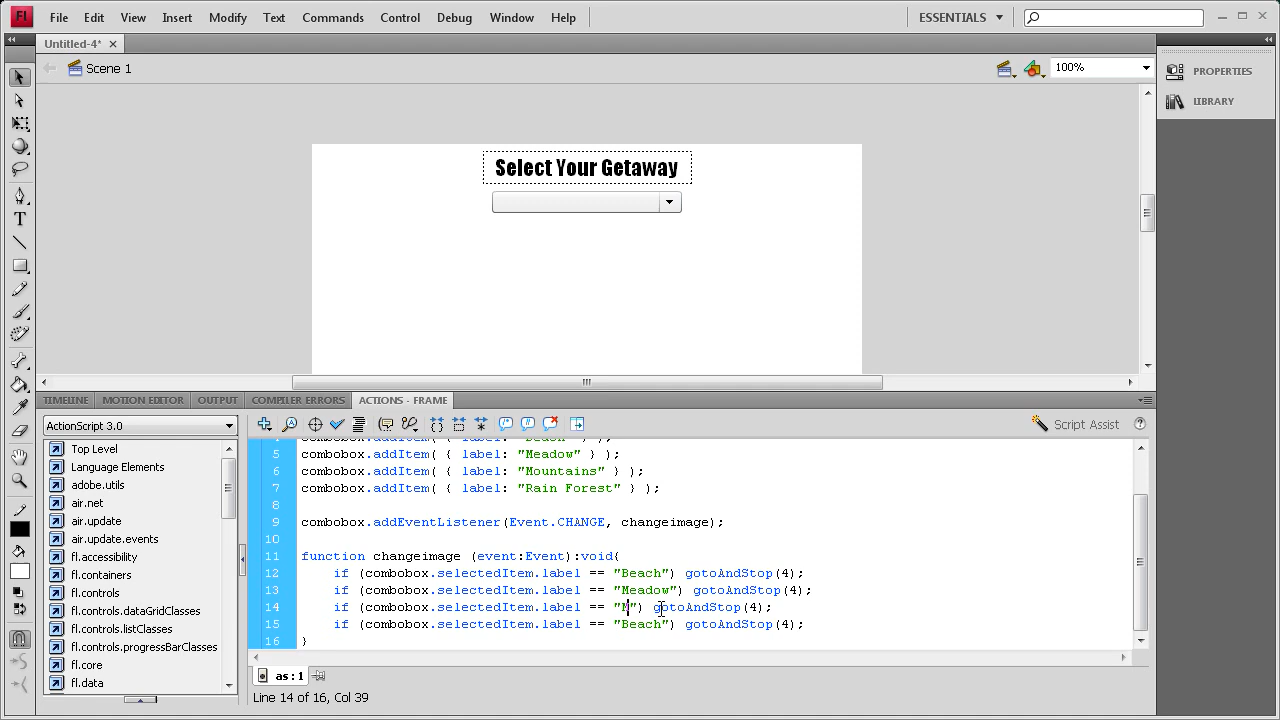 Fl File Edit View Insert Modify Text Commands Control Debug Window Help ESSENTIALS
Untitled-4*
Scene 1 100%
PROPERTIES
LIBRARY
Select Your Getaway
TIMELINE MOTION EDITOR OUTPUT COMPILER ERRORS ACTIONS - FRAME
ActionScript 3.0 Script Assist
Top Level
Language Elements
adobe.utils
air.net
air.update
air.update.events
fl.accessibility
fl.containers
fl.controls
fl.controls.dataGridClasses
fl.controls.listClasses
fl.controls.progressBarClasses
fl.core
fl.data
5 combobox.addItem( { label: "Meadow" } );
6 combobox.addItem( { label: "Mountains" } );
7 combobox.addItem( { label: "Rain Forest" } );
8
9 combobox.addEventListener(Event.CHANGE, changeimage);
10
11 function changeimage (event:Event):void{
12 if (combobox.selectedItem.label == "Beach") gotoAndStop(4);
13 if (combobox.selectedItem.label == "Meadow") gotoAndStop(4);
14 if (combobox.selectedItem.label == "M") gotoAndStop(4);
15 if (combobox.selectedItem.label == "Beach") gotoAndStop(4);
16 }
as : 1
Line 14 of 16, Col 39